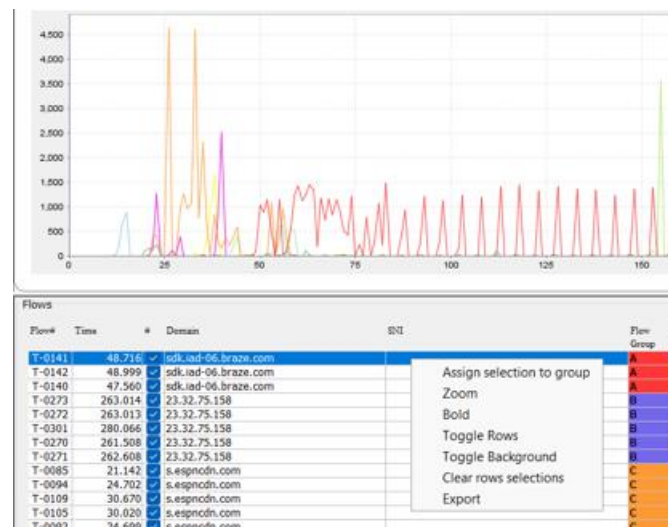 4,500
4,000
3,500
3,000
2,500
2,000
1,500
1,000
500
0
0 25 50 75 100 125 150
Flows
Flow# Time # Domain SNI Flow Group
T-0141 48.716 sdk.iad-06.braze.com A
T-0142 48.999 sdk.iad-06.braze.com A
T-0140 47.560 sdk.iad-06.braze.com A
T-0273 263.014 23.32.75.158 B
T-0272 263.013 23.32.75.158 B
T-0301 280.066 23.32.75.158 B
T-0270 261.508 23.32.75.158 B
T-0271 262.608 23.32.75.158 B
T-0085 21.142 s.espncdn.com C
T-0094 24.702 s.espncdn.com C
T-0109 30.670 s.espncdn.com C
T-0105 30.020 s.espncdn.com C
Assign selection to group
Zoom
Bold
Toggle Rows
Toggle Background
Clear rows selections
Export